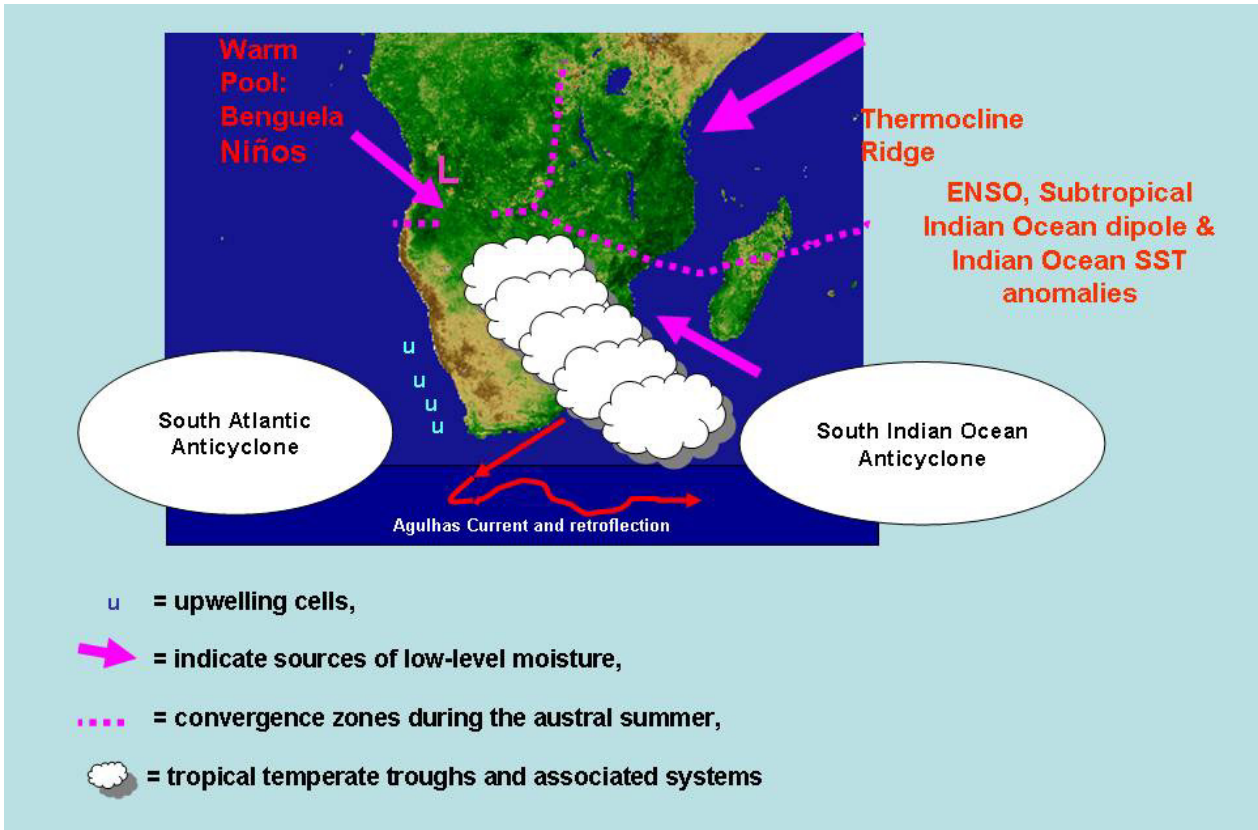 Warm
Pool:
Benguela
Niños
L
Thermocline
Ridge
ENSO, Subtropical
Indian Ocean dipole &
Indian Ocean SST
anomalies
u
u
u
u
South Atlantic
Anticyclone
South Indian Ocean
Anticyclone
Agulhas Current and retroflection
u = upwelling cells,
= indicate sources of low-level moisture,
= convergence zones during the austral summer,
= tropical temperate troughs and associated systems